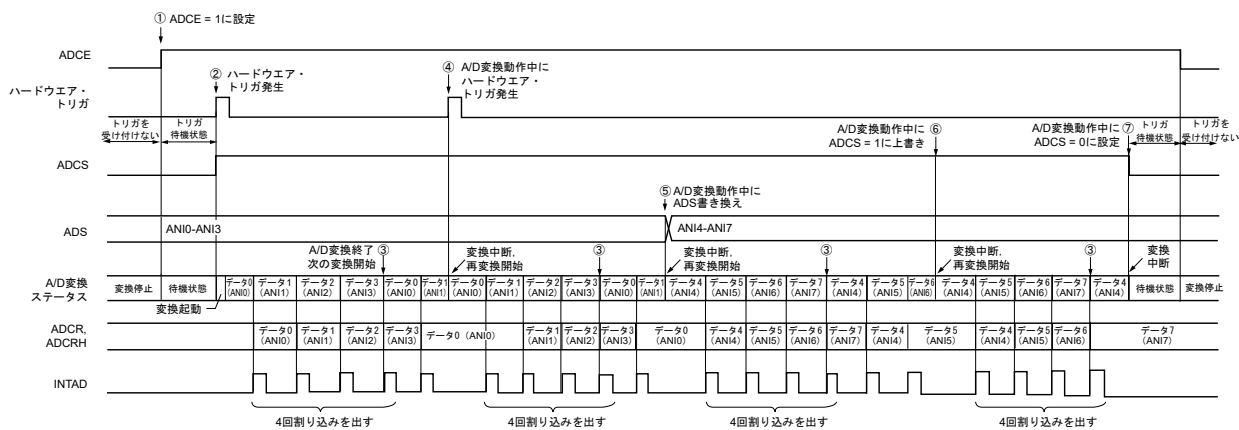 ① ADCE = 1に設定
ADCE
② ハードウエア・
トリガ発生
④ A/D変換動作中に
ハードウエア・
トリガ発生
ハードウエア・
トリガ
トリガを
受け付けない
トリガ
待機状態
A/D変換動作中に ⑥
ADCS = 1に上書き
A/D変換動作中に ⑦
ADCS = 0に設定
トリガ
待機状態
トリガを
受け付けない
ADCS
⑤ A/D変換動作中に
ADS書き換え
ADS
ANI0-ANI3
ANI4-ANI7
A/D変換終了 ③
次の変換開始
変換中断,
再変換開始
③
変換中断,
再変換開始
③
変換中断,
再変換開始
③
変換
中断
A/D変換
ステータス
変換停止
待機状態
データ0
(ANI0)
データ1
(ANI1)
データ2
(ANI2)
データ3
(ANI3)
データ0
(ANI0)
データ1
(ANI1)
データ0
(ANI0)
データ1
(ANI1)
データ2
(ANI2)
データ3
(ANI3)
データ0
(ANI0)
データ1
(ANI1)
データ4
(ANI4)
データ5
(ANI5)
データ6
(ANI6)
データ7
(ANI7)
データ4
(ANI4)
データ5
(ANI5)
データ6
(ANI6)
データ4
(ANI4)
データ5
(ANI5)
データ6
(ANI6)
データ7
(ANI7)
データ4
(ANI4)
待機状態
変換停止
変換起動
ADCR,
ADCRH
データ0
(ANI0)
データ1
(ANI1)
データ2
(ANI2)
データ3
(ANI3)
データ0 (ANI0)
データ1
(ANI1)
データ2
(ANI2)
データ3
(ANI3)
データ0
(ANI0)
データ4
(ANI4)
データ5
(ANI5)
データ6
(ANI6)
データ7
(ANI7)
データ4
(ANI4)
データ5
(ANI5)
データ4
(ANI4)
データ5
(ANI5)
データ6
(ANI6)
データ7
(ANI7)
INTAD
4回割り込みを出す
4回割り込みを出す
4回割り込みを出す
4回割り込みを出す